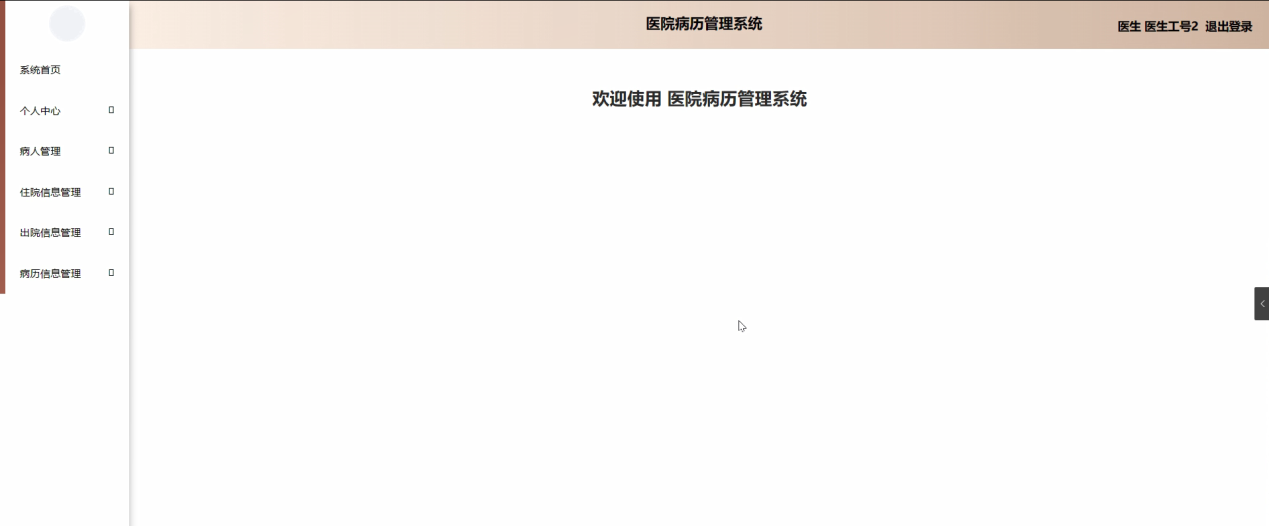 医院病历管理系统
医生 医生工号2 退出登录
系统首页
个人中心
病人管理
住院信息管理
出院信息管理
病历信息管理
欢迎使用 医院病历管理系统